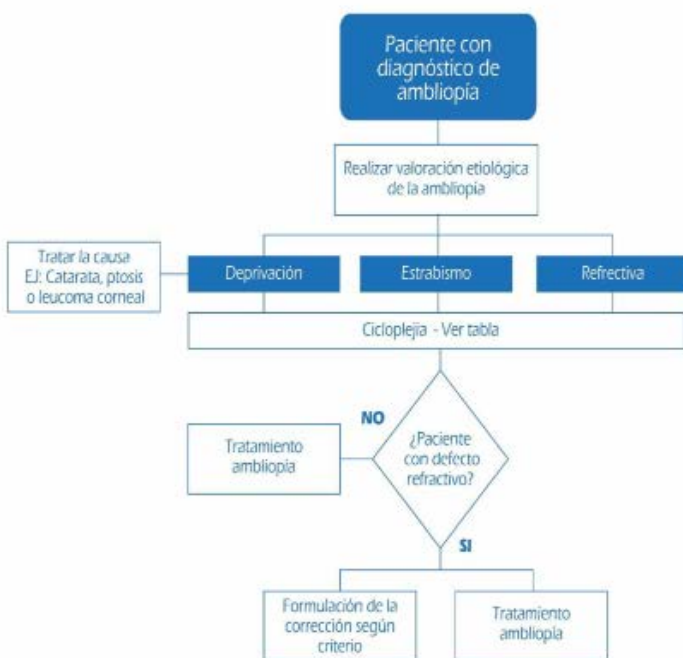 Paciente con
diagnóstico de
ambliopía
Realizar valoración etiológica
de la ambliopía
Tratar la causa
EJ: Catarata, ptosis
o leucoma corneal
Deprivación
Estrabismo
Refrectiva
Cicloplejía - Ver tabla
NO
¿Paciente
con defecto
refractivo?
Tratamiento
ambliopía
SI
Formulación de la
corrección según
criterio
Tratamiento
ambliopía